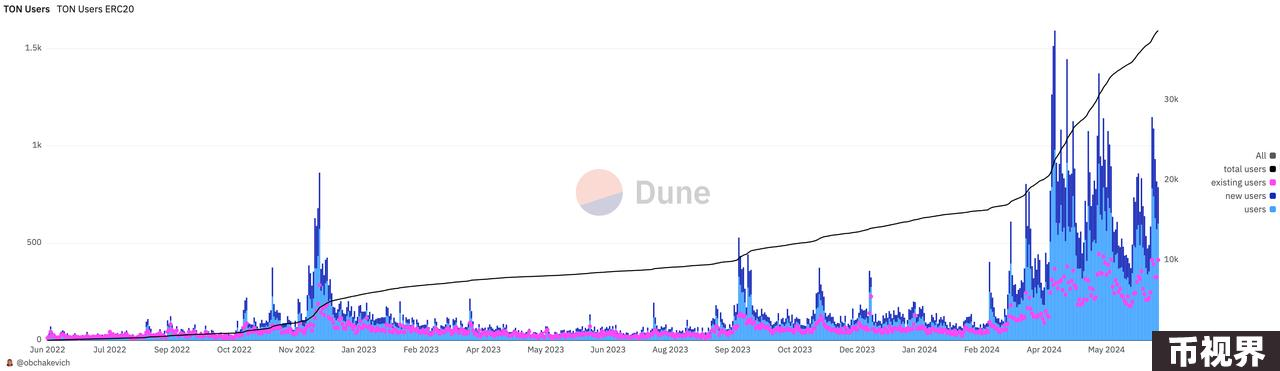 TON Users TON Users ERC20
1.5k
1k
500
0
30k
20k
10k
Dune
All
total users
existing users
new users
users
Jun 2022 Jul 2022 Sep 2022 Oct 2022 Nov 2022 Jan 2023 Feb 2023 Apr 2023 May 2023 Jun 2023 Aug 2023 Sep 2023 Oct 2023 Dec 2023 Jan 2024 Feb 2024 Apr 2024 May 2024
@obchakevich
币视界